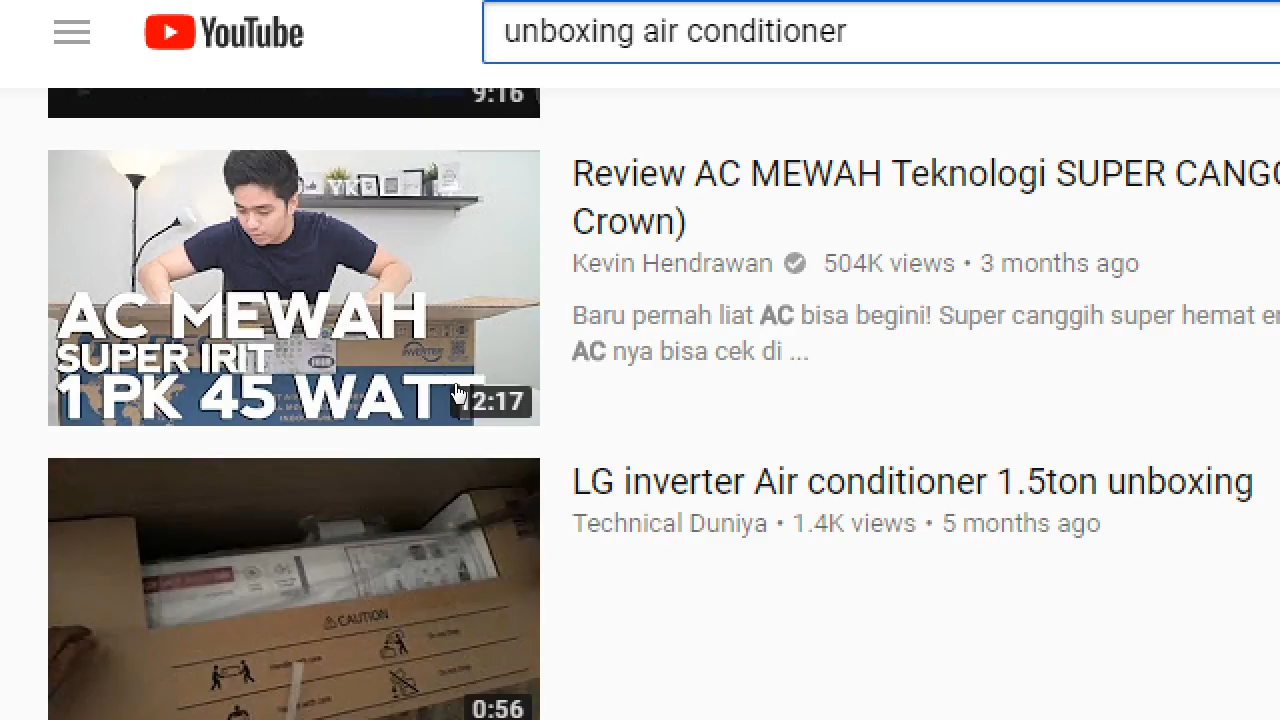 YouTube
unboxing air conditioner
9:16
AC MEWAH
SUPER IRIT
1 PK 45 WATT
INVERTER
12:17
Review AC MEWAH Teknologi SUPER CANGG
Crown)
Kevin Hendrawan 504K views • 3 months ago
Baru pernah liat AC bisa begini! Super canggih super hemat
AC nya bisa cek di ...
CAUTION
0:56
LG inverter Air conditioner 1.5ton unboxing
Technical Duniya • 1.4K views • 5 months ago